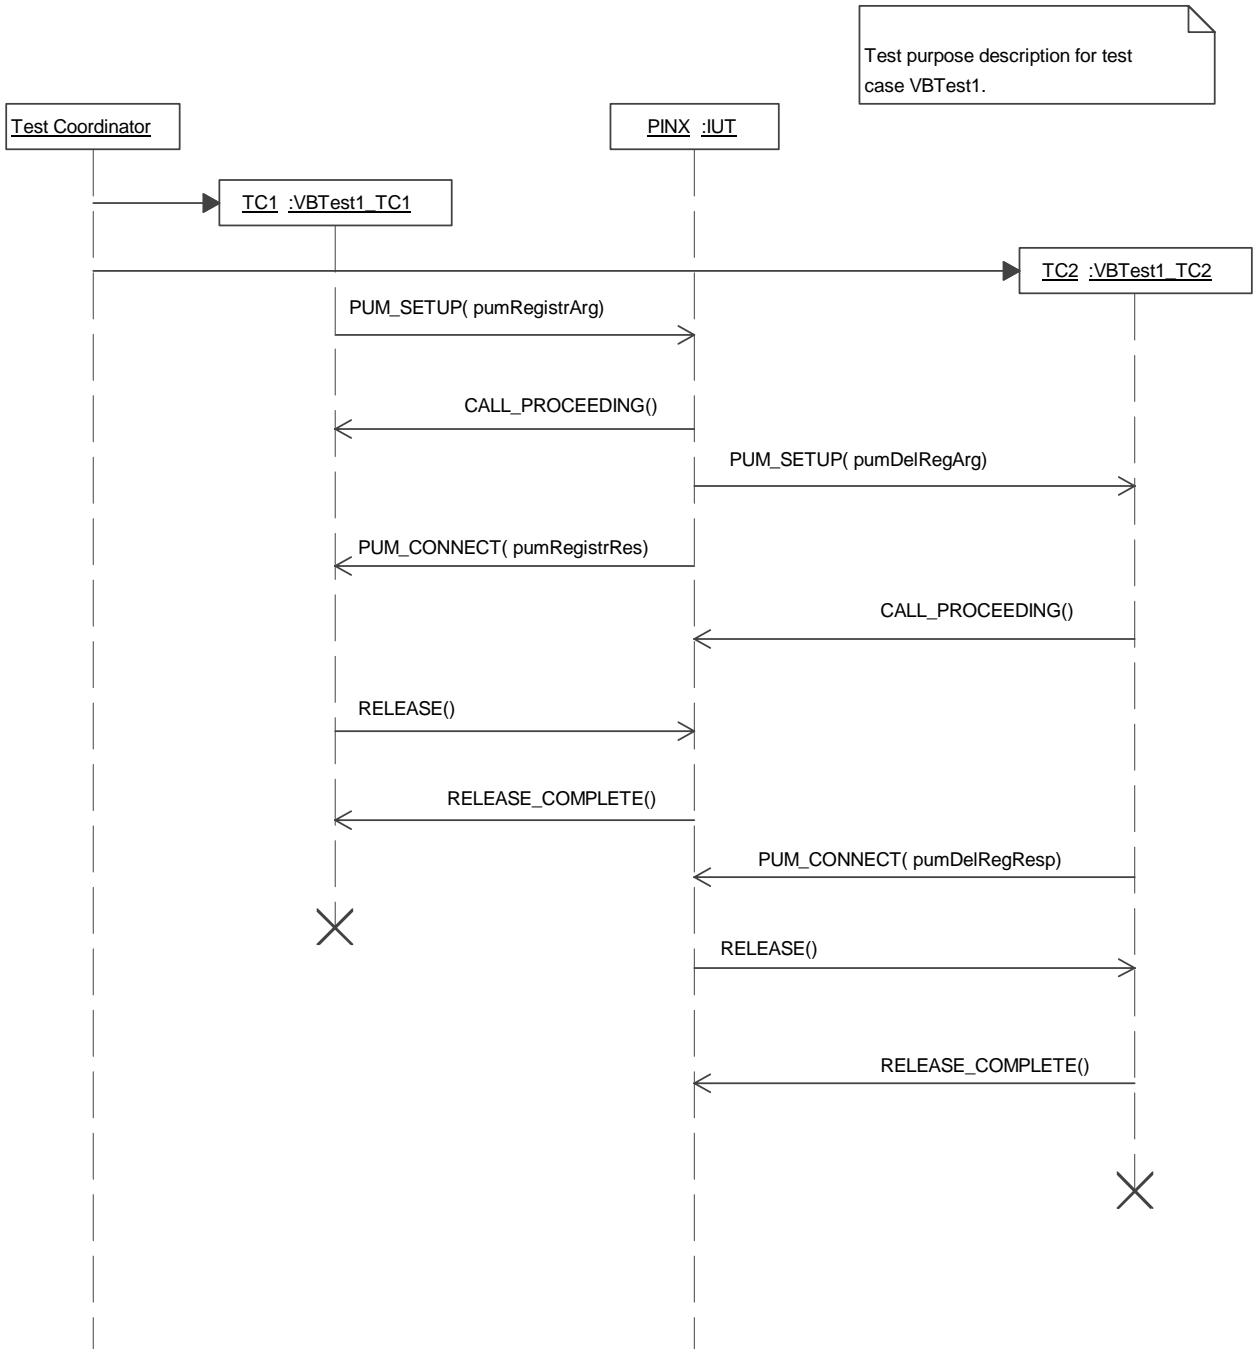 Test purpose description for test
case VBTest1.
Test Coordinator
PINX :IUT
TC1 :VBTest1_TC1
TC2 :VBTest1_TC2
PUM_SETUP( pumRegistrArg)
CALL_PROCEEDING()
PUM_SETUP( pumDelRegArg)
PUM_CONNECT( pumRegistrRes)
CALL_PROCEEDING()
RELEASE()
RELEASE_COMPLETE()
PUM_CONNECT( pumDelRegResp)
RELEASE()
RELEASE_COMPLETE()